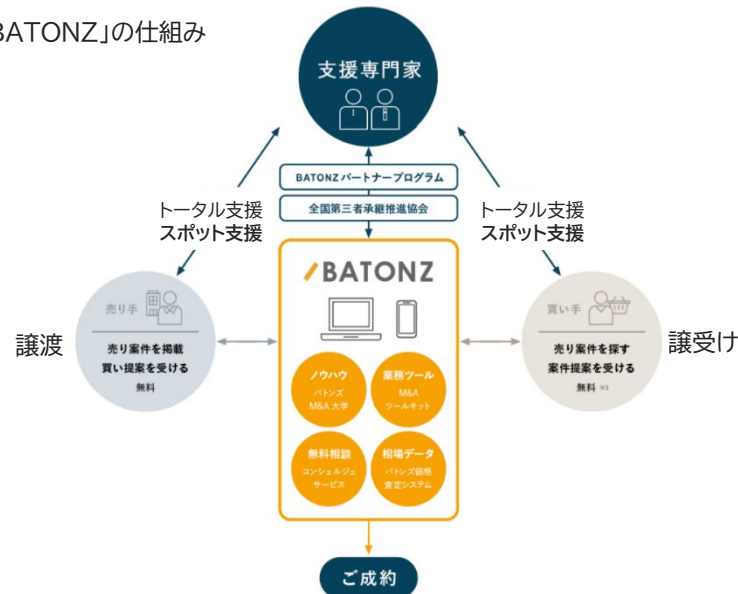 BATONZ」の仕組み
支援専門家
BATONZ パートナープログラム
全国第三者承継推進協会
トータル支援
スポット支援
トータル支援
スポット支援
BATONZ
譲渡
売り手
売り案件を掲載
買い提案を受ける
無料
買い手
売り案件を探す
案件提案を受ける
無料 ※1
譲受け
ノウハウ
バトンズ
M&A 大学
業務ツール
M&A
ツールキット
無料相談
コンシェルジュ
サービス
相場データ
バトンズ価格
査定システム
ご成約